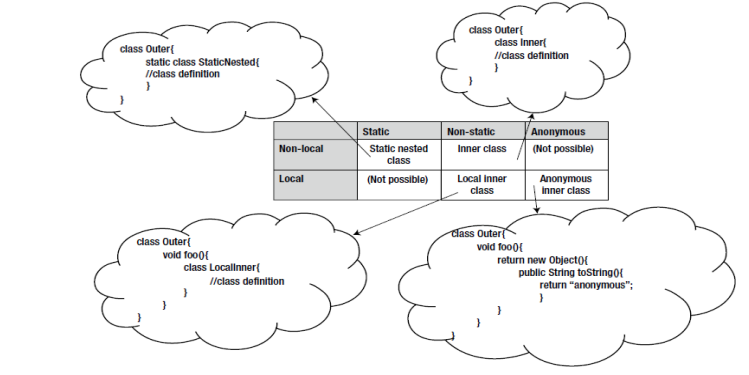 class Outer{
static class StaticNested{
//class definition
}
}
class Outer{
class Inner{
//class definition
}
}
Static Non-static Anonymous
Non-local Static nested class Inner class (Not possible)
Local (Not possible) Local inner class Anonymous inner class
class Outer{
void foo(){
class LocalInner{
//class definition
}
}
}
class Outer{
void foo(){
return new Object(){
public String toString(){
return “anonymous”;
}
}
}
}